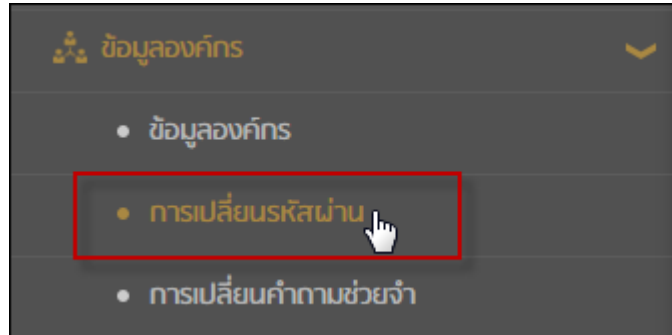 ข้อมูลองค์กร
ข้อมูลองค์กร
การเปลี่ยนรหัสผ่าน
การเปลี่ยนคำถามช่วยจำ